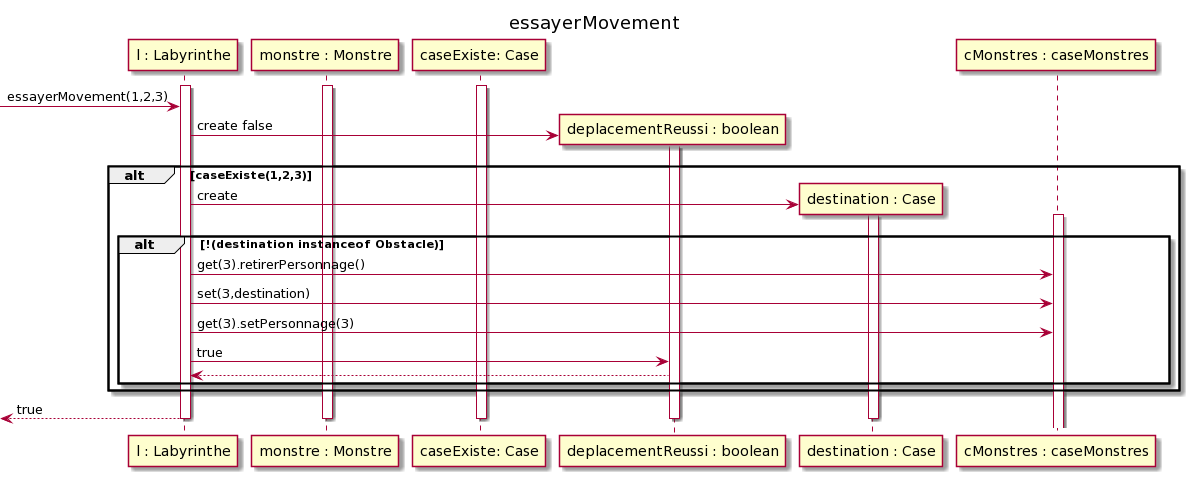 essayerMovement
l : Labyrinthe
monstre : Monstre
caseExiste: Case
cMonstres : caseMonstres
essayerMovement(1,2,3)
create false
deplacementReussi : boolean
alt
[caseExiste(1,2,3)]
create
destination : Case
alt
[!(destination instanceof Obstacle)]
get(3).retirerPersonnage()
set(3,destination)
get(3).setPersonnage(3)
true
true
l : Labyrinthe
monstre : Monstre
caseExiste: Case
deplacementReussi : boolean
destination : Case
cMonstres : caseMonstres